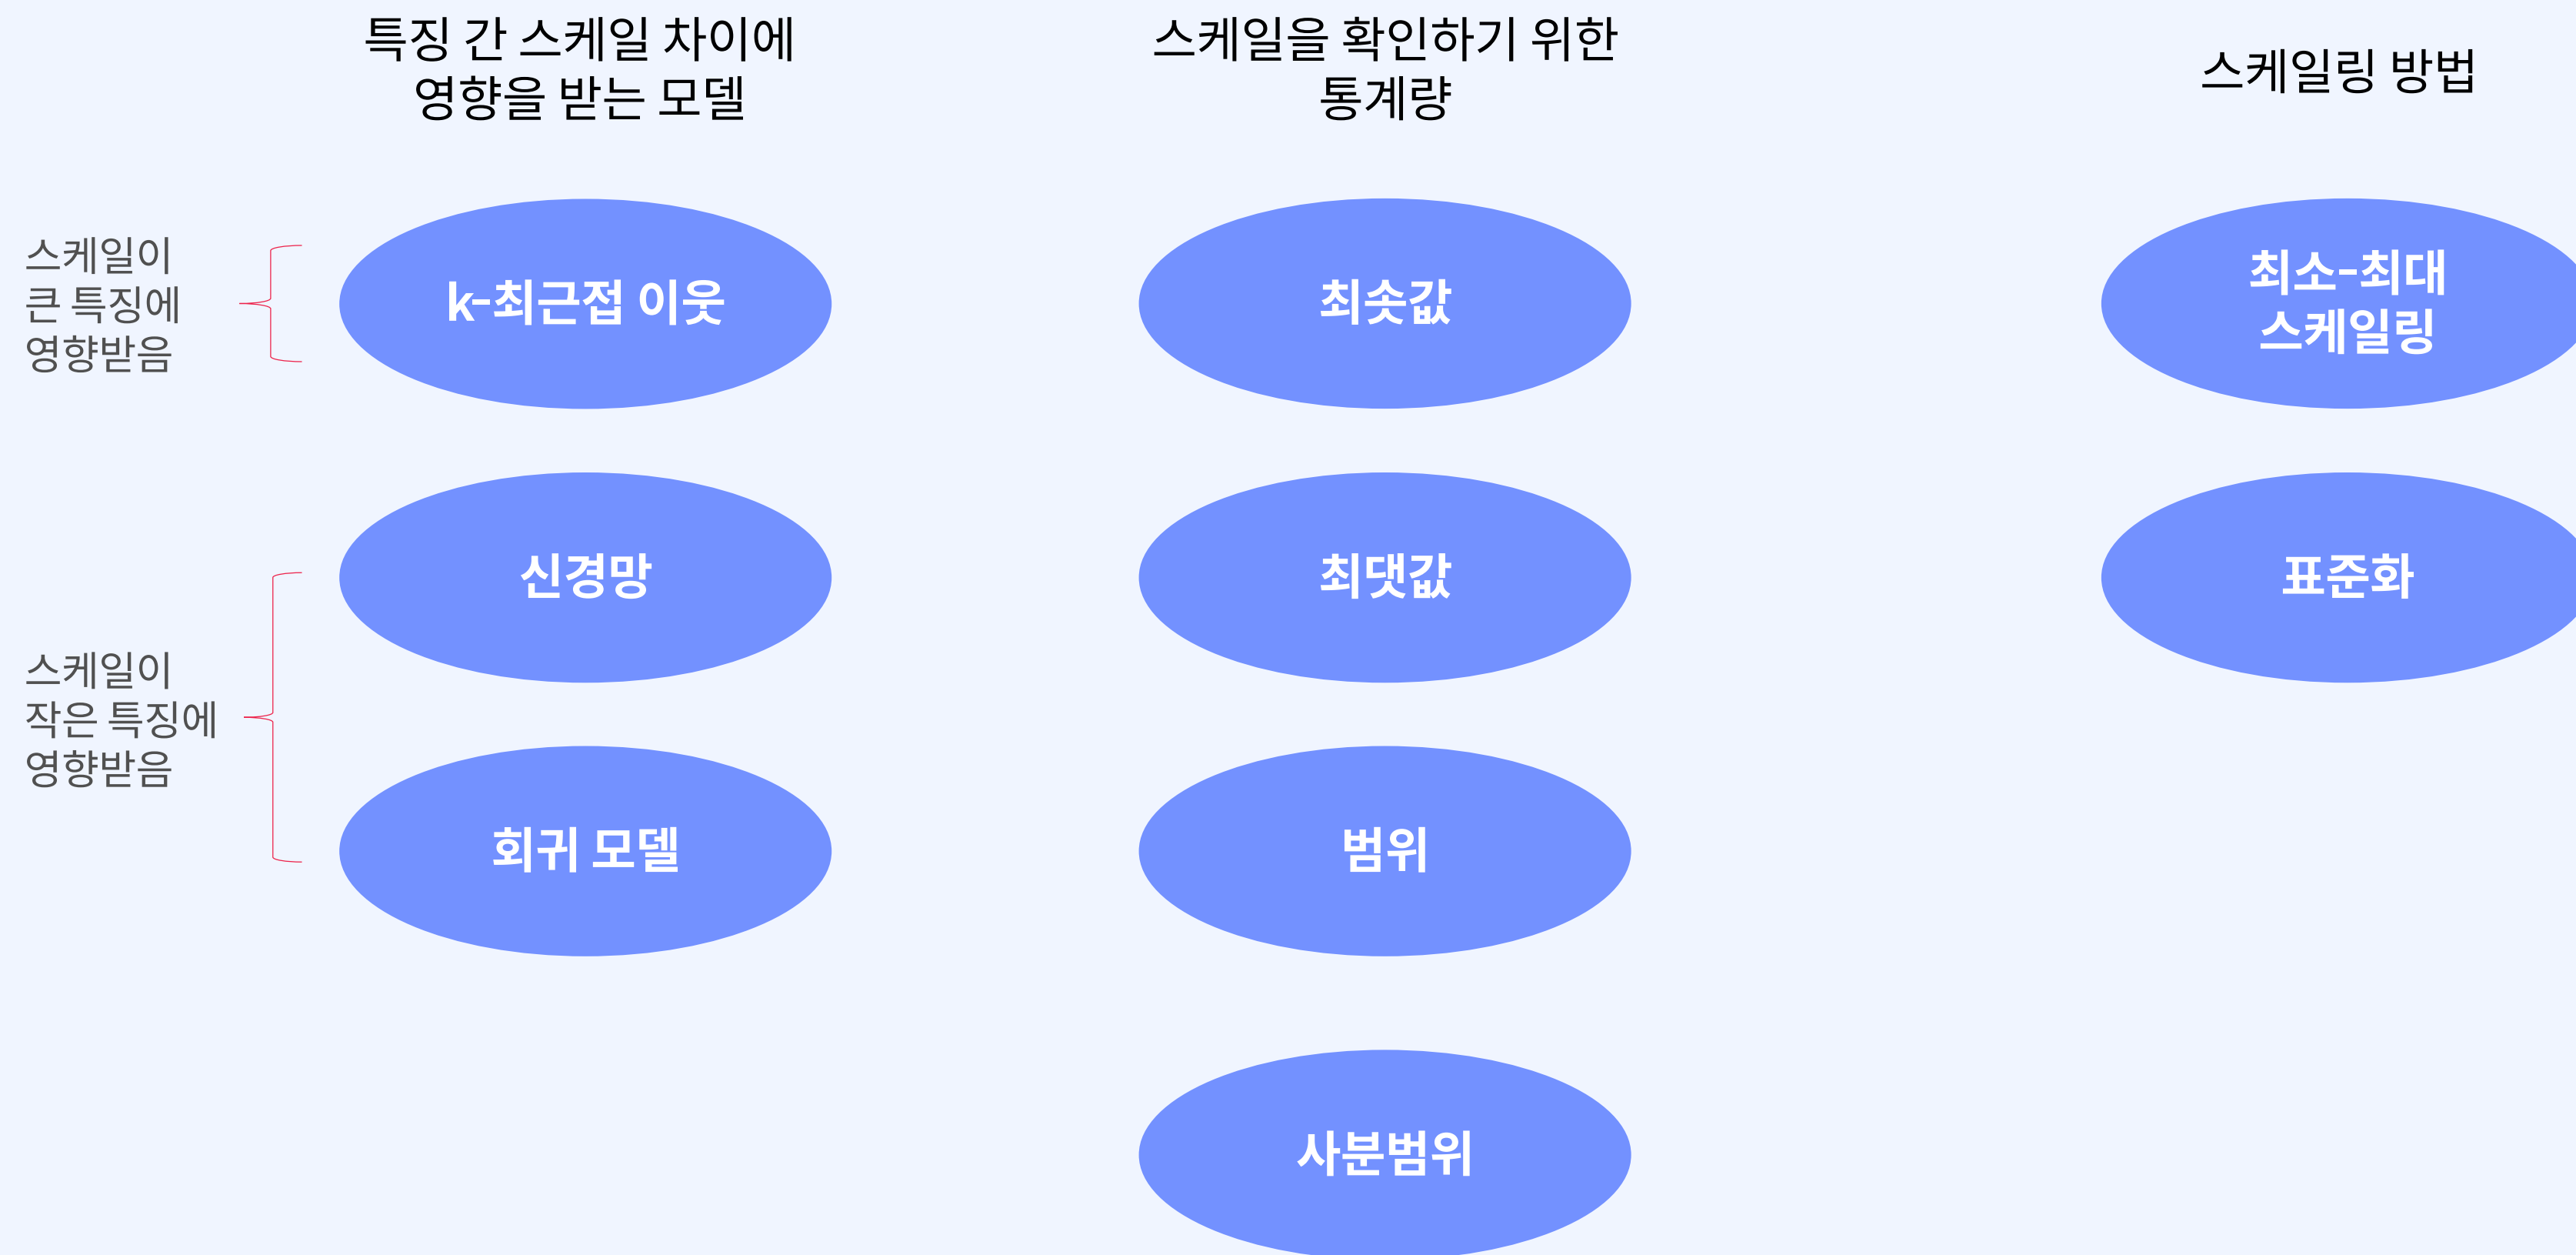 특징 간 스케일 차이에
영향을 받는 모델
스케일을 확인하기 위한
통계량
스케일링 방법
스케일이
큰 특징에
영향받음
k-최근접 이웃
최솟값
최소-최대
스케일링
신경망
최댓값
표준화
스케일이
작은 특징에
영향받음
회귀 모델
범위
사분범위